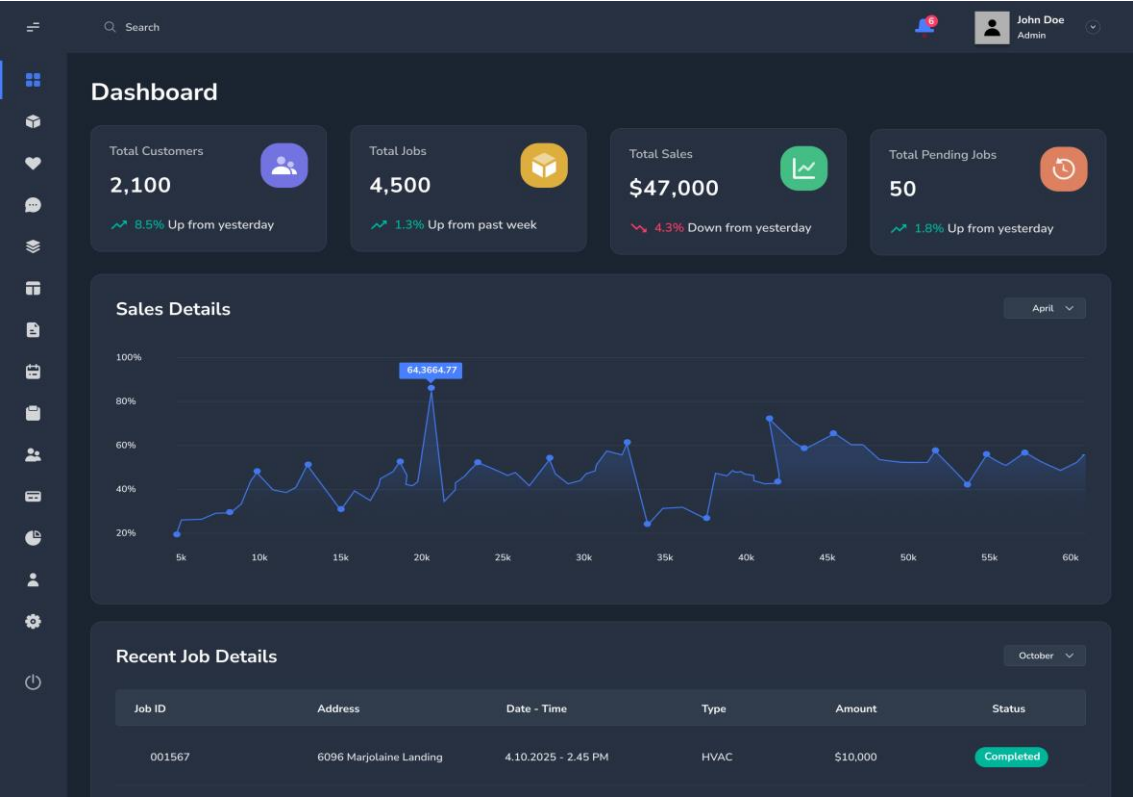 Search
6
John Doe
Admin
Dashboard
Total Customers
2,100
8.5% Up from yesterday
Total Jobs
4,500
1.3% Up from past week
Total Sales
$47,000
4.3% Down from yesterday
Total Pending Jobs
50
1.8% Up from yesterday
Sales Details
April
100%
80%
60%
40%
20%
64,3664.77
5k 10k 15k 20k 25k 30k 35k 40k 45k 50k 55k 60k
Recent Job Details
October
Job ID Address Date - Time Type Amount Status
001567 6096 Marjolaine Landing 4.10.2025 - 2.45 PM HVAC $10,000 Completed